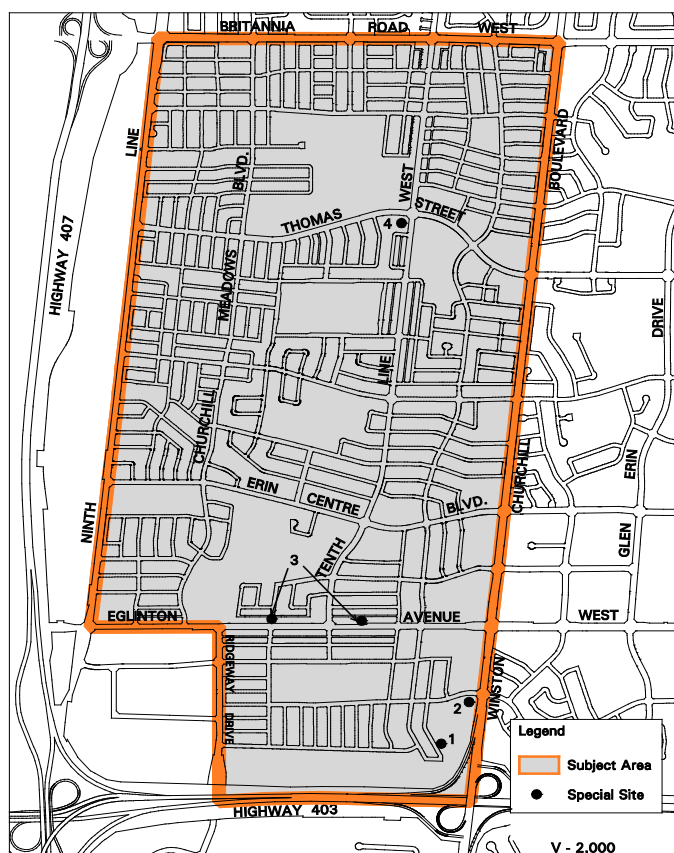 BRITANNIA ROAD WEST
LINE
BLVD.
WEST
BOULEVARD
THOMAS STREET
4
HIGHWAY 407
MEADOWS
DRIVE
LINE
CHURCHILL
CHURCHILL
ERIN CENTRE BLVD.
ERIN
NINTH
GLEN
TENTH
3
EGLINTON AVENUE WEST
RIDGEWAY DRIVE
WINSTON
2
1
Legend
Subject Area
Special Site
HIGHWAY 403
V - 2,000